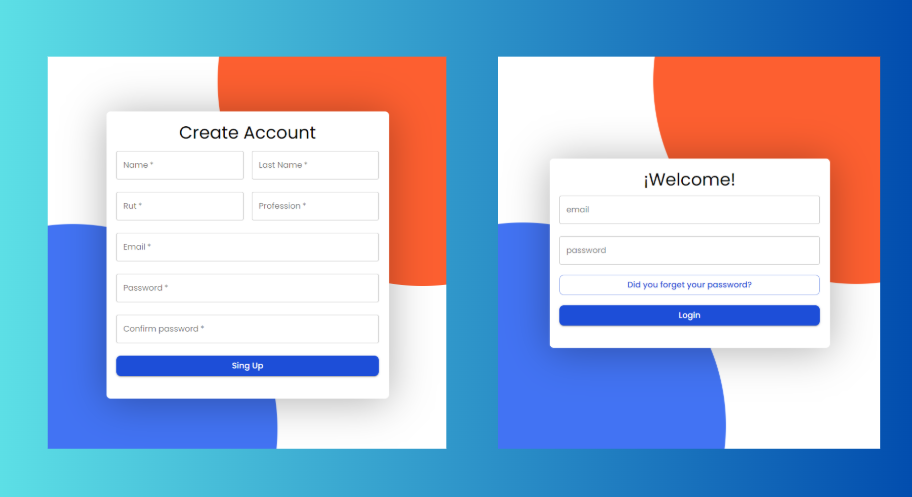 Create Account
Name *
Last Name *
Rut *
Profession *
Email *
Password *
Confirm password *
Sing Up
¡Welcome!
email
password
Did you forget your password?
Login